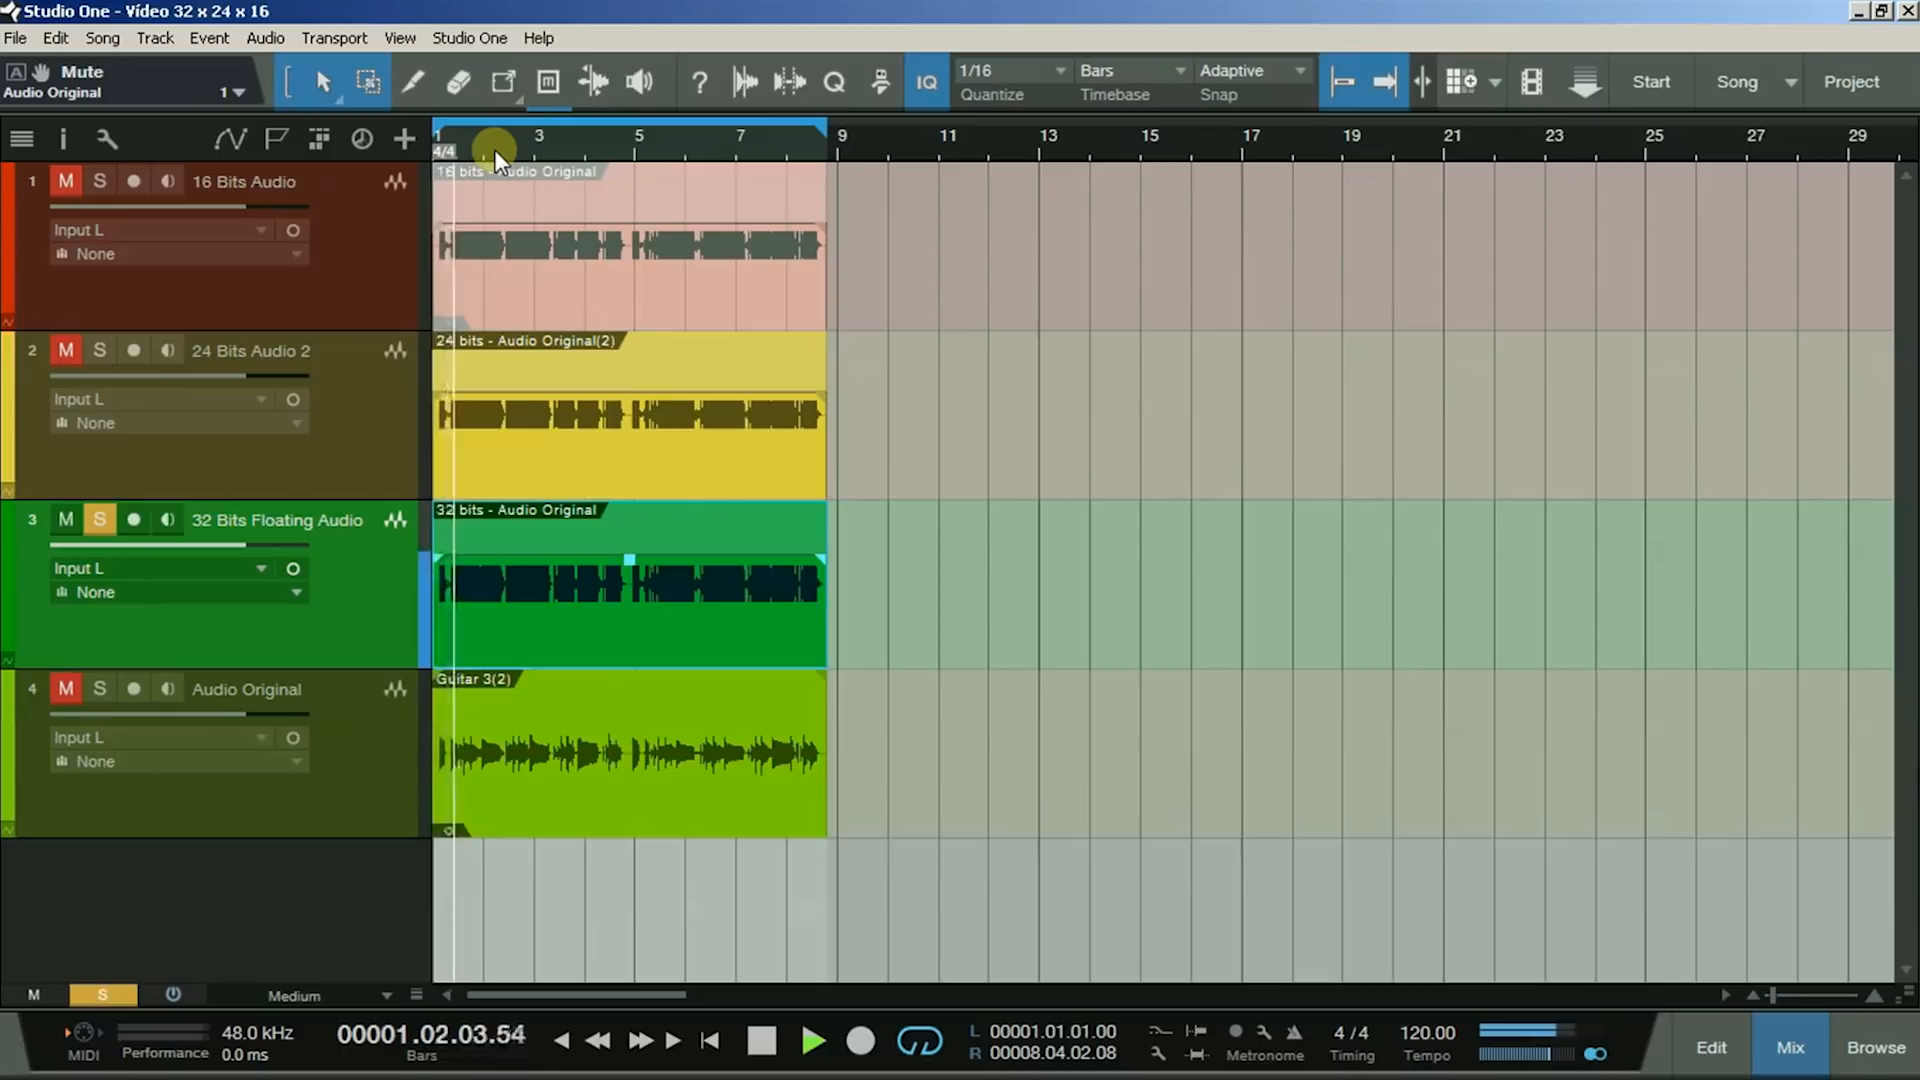 Studio One - Vídeo 32 x 24 x 16
File Edit Song Track Event Audio Transport View Studio One Help
A Mute
Audio Original 1
1/16 Bars Adaptive
Quantize Timebase Snap
IQ Start Song Project
1 3 5 7 9 11 13 15 17 19 21 23 25 27 29
4/4
1 M S 16 Bits Audio
Input L
None
16 bits - Audio Original
2 M S 24 Bits Audio 2
Input L
None
24 bits - Audio Original(2)
3 M S 32 Bits Floating Audio
Input L
None
32 bits - Audio Original
4 M S Audio Original
Input L
None
Guitar 3(2)
M S Medium
MIDI
Performance
48.0 kHz
0.0 ms
00001.02.03.54
Bars
L 00001.01.01.00
R 00008.04.02.08
Metronome
4 / 4
Timing
120.00
Tempo
Edit Mix Browse